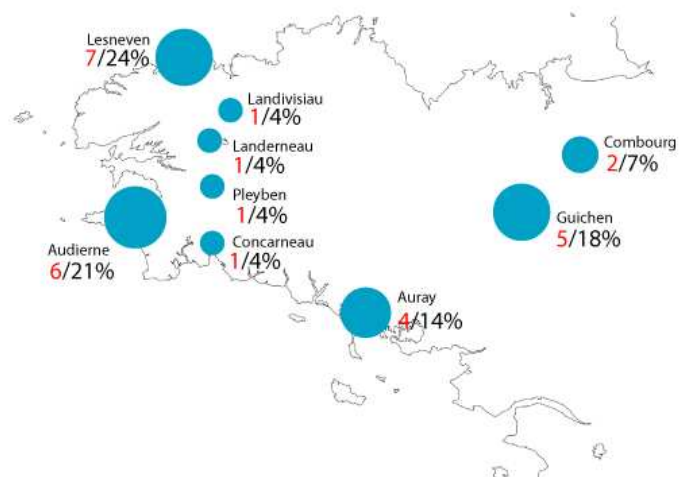 Lesneven
7/24%
Landivisiau
1/4%
Landerneau
1/4%
Pleyben
1/4%
Concarneau
1/4%
Audierne
6/21%
Combourg
2/7%
Guichen
5/18%
Auray
4/14%